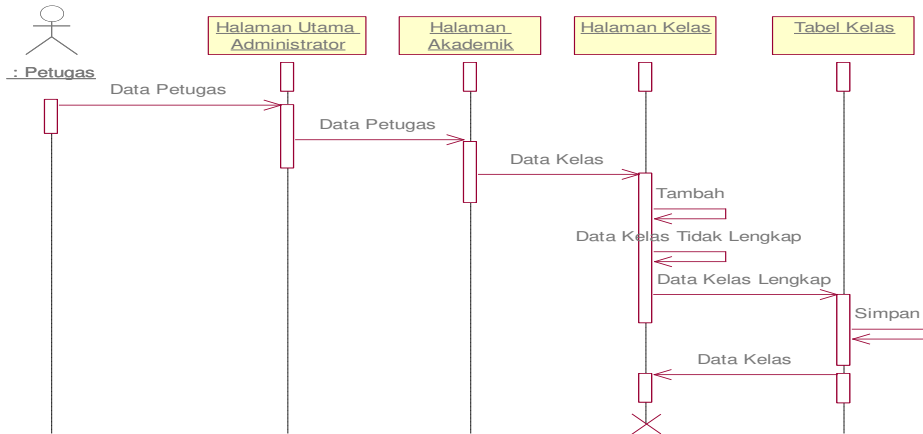 Halaman Utama
Administrator
Halaman
Akademik
Halaman Kelas
Tabel Kelas
: Petugas
Data Petugas
Data Petugas
Data Kelas
Tambah
Data Kelas Tidak Lengkap
Data Kelas Lengkap
Simpan
Data Kelas